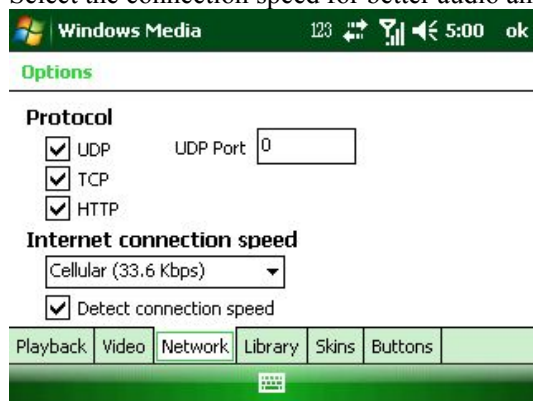 Select the connection speed for better audio an
Windows Media 123 5:00 ok
Options
Protocol
UDP UDP Port 0
TCP
HTTP
Internet connection speed
Cellular (33.6 Kbps)
Detect connection speed
Playback Video Network Library Skins Buttons